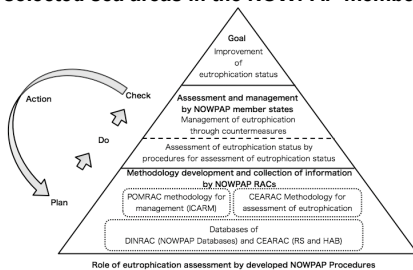 Goal
Improvement
of
eutrophication status
Assessment and management
by NOWPAP member states
Management of eutrophication
through countermeasures
Assessment of eutrophication status by
procedures for assessment of eutrophication status
Methodology development and collection of information
by NOWPAP RACs
POMRAC methodology for
management (ICARM)
CEARAC Methodology for
assessment of eutrophication
Databases of
DINRAC (NOWPAP Databases) and CEARAC (RS and HAB)
Action
Check
Do
Plan
Role of eutrophication assessment by developed NOWPAP Procedures